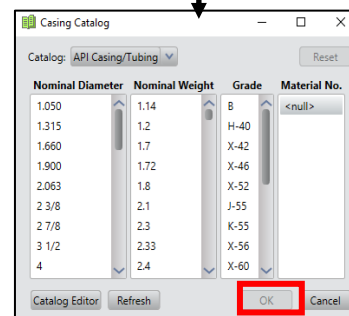 Casing Catalog
Catalog: API Casing/Tubing Reset
Nominal Diameter Nominal Weight Grade Material No.
1.050 1.14 B <null>
1.315 1.2 H-40
1.660 1.7 X-42
1.900 1.72 X-46
2.063 1.8 X-52
2 3/8 2.1 J-55
2 7/8 2.3 K-55
3 1/2 2.33 X-56
4 2.4 X-60
Catalog Editor Refresh OK Cancel